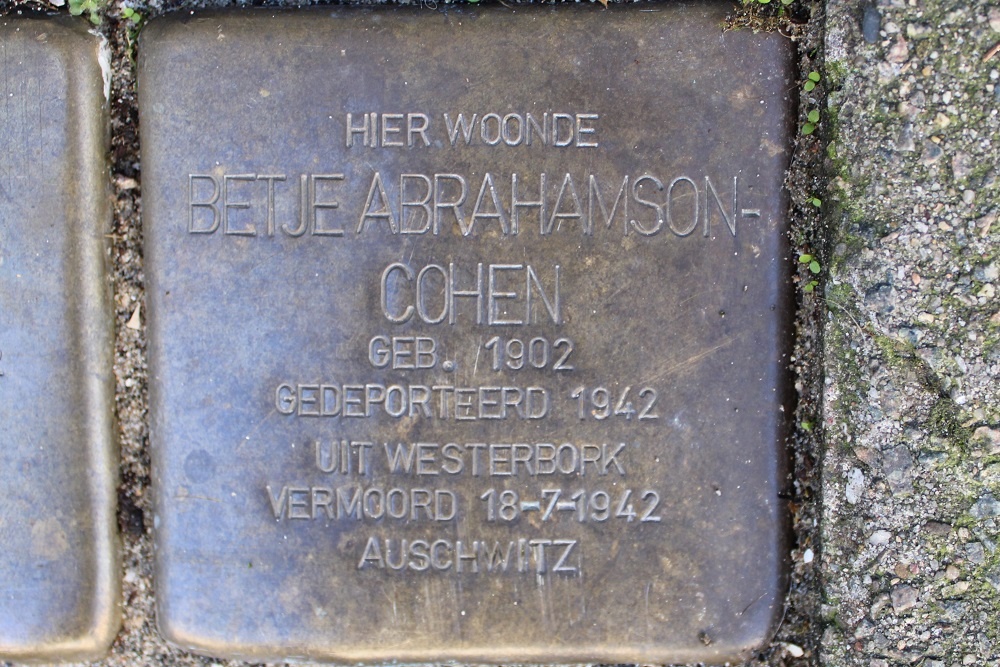 HIER WOONDE
BETJE ABRAHAMSON-
COHEN
GEB. 1902
GEDEPORTEERD 1942
UIT WESTERBORK
VERMOORD 18-7-1942
AUSCHWITZ